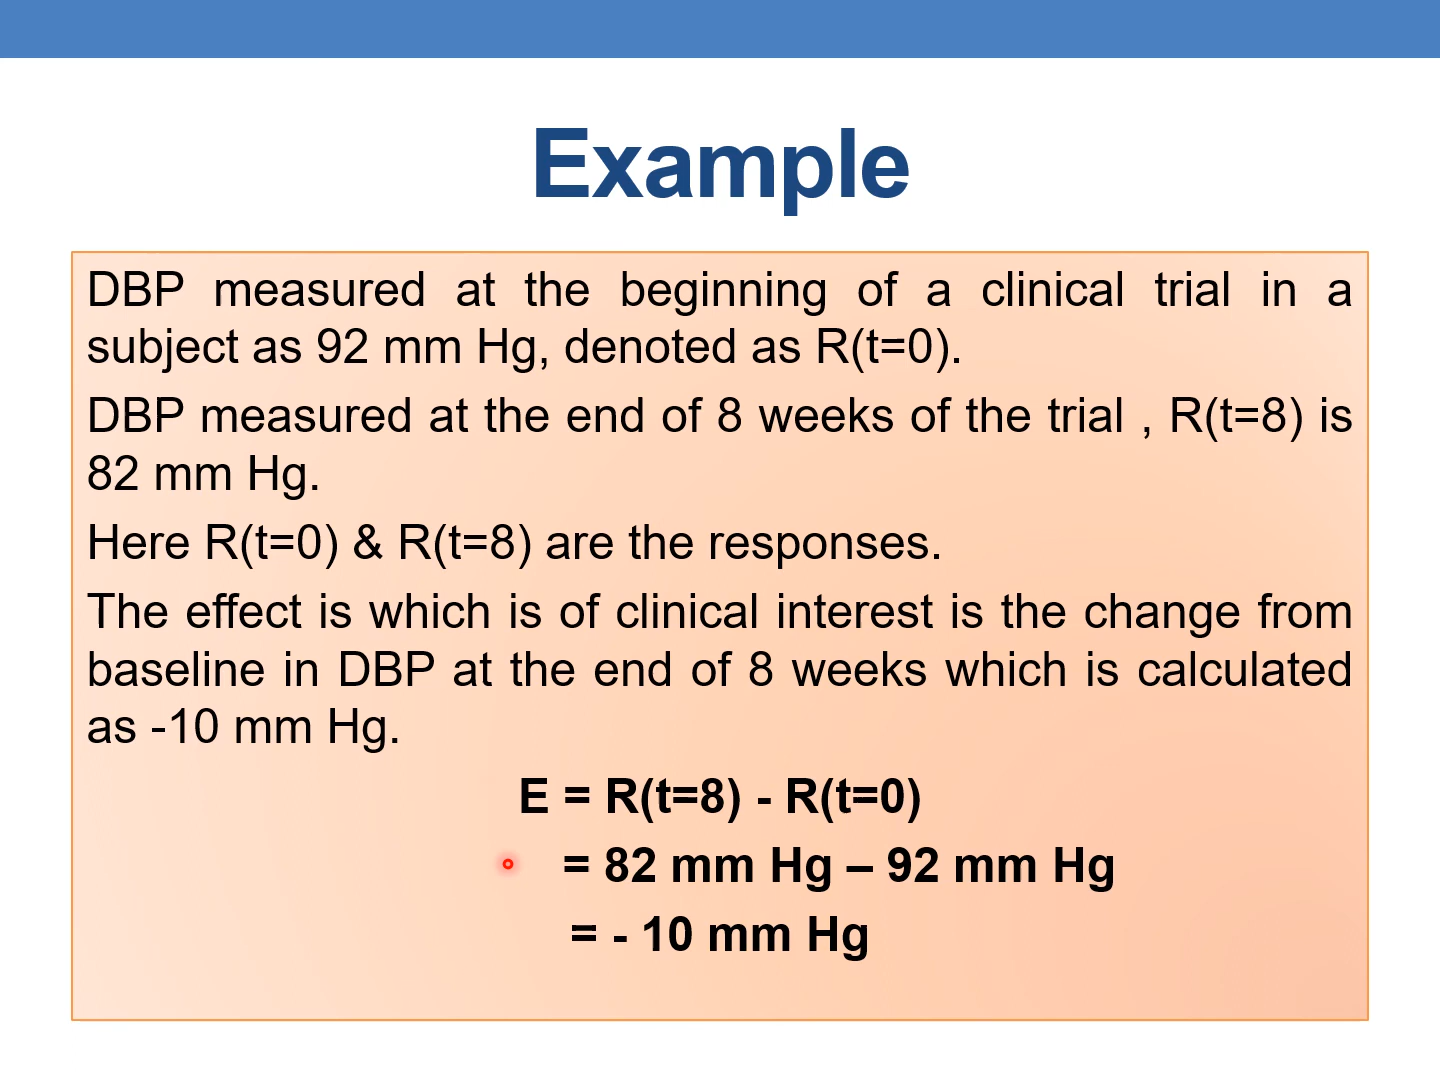 Example
DBP measured at the beginning of a clinical trial in a
subject as 92 mm Hg, denoted as R(t=0).
DBP measured at the end of 8 weeks of the trial , R(t=8) is
82 mm Hg.
Here R(t=0) & R(t=8) are the responses.
The effect is which is of clinical interest is the change from
baseline in DBP at the end of 8 weeks which is calculated
as -10 mm Hg.
E = R(t=8) - R(t=0)
= 82 mm Hg – 92 mm Hg
= - 10 mm Hg